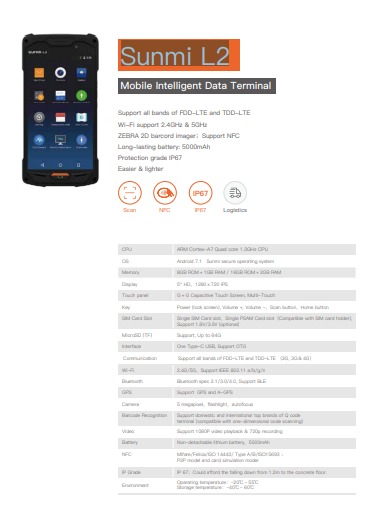 SUNMI L2
Sunmi L2
Mobile Intelligent Data Terminal
Support all bands of FDD-LTE and TDD-LTE
Wi-Fi support 2.4GHz & 5GHz
ZEBRA 2D barcord imager; Support NFC
Long-lasting battery: 5000mAh
Protection grade IP67
Easier & lighter
IP67
Scan NFC IP67 Logistics
CPU ARM Cortex-A7 Quad core 1.3GHz CPU
OS Android 7.1 Sunmi secure operating system
Memory 8GB ROM+1GB RAM / 16GB ROM+2GB RAM
Display 5" HD, 1280×720 IPS
Touch panel G+G Capacitive Touch Screen, Multi-Touch
Key Power (lock screen), Volume +, Volume -, Scan button, Home button
SIM Card Slot Single SIM Card slot, Single PSAM Card slot (Compatible with SIM card holder),
Support 1.8V/3.0V (optional)
MicroSD (TF) Support, Up to 64G
Interface One Type-C USB, Support OTG
Communication Support all bands of FDD-LTE and TDD-LTE (2G, 3G& 4G)
Wi-Fi 2.4G/5G, Support IEEE 802.11 a/b/g/n
Bluetooth Bluetooth spec 2.1/3.0/4.0, Support BLE
GPS Support GPS and A-GPS
Camera 5 megapixel, flashlight, autofocus
Barcode Recognition Support domestic and international top brands of Q code
terminal (compatible with one-dimensional code scanning)
Video Support 1080P video playback & 720p recording
Battery Non-detachable lithium battery, 5000mAh
NFC Mifare/Felica/ISO 14443/ Type A/B/ISO15693 ;
P2P model and card simulation model
IP Grade IP 67; Could afford the falling down from 1.2m to the concrete floor.
Environment Operating temperature: -20℃~55℃
Storage temperature: -40℃~60℃